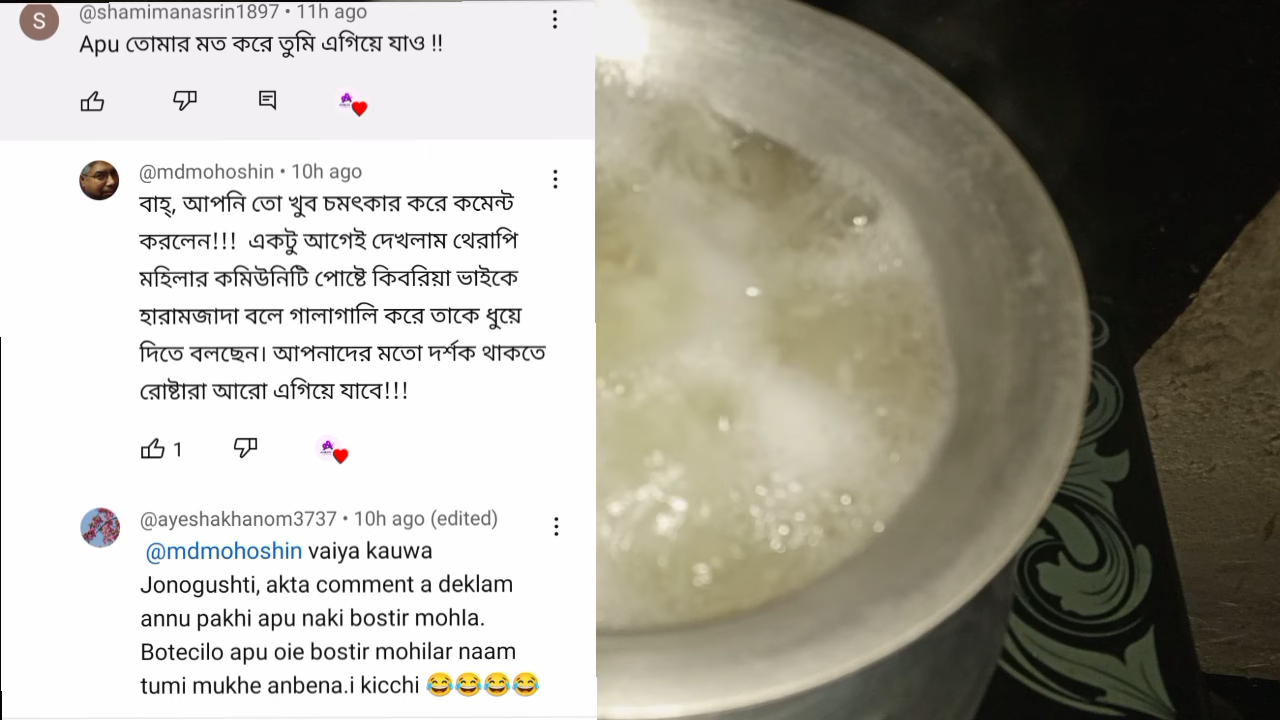 S
@shamimanasrin1897 • 11h ago
Apu তোমার মত করে তুমি এগিয়ে যাও !!
@mdmohoshin • 10h ago
বাহ্, আপনি তো খুব চমৎকার করে কমেন্ট
করলেন!!! একটু আগেই দেখলাম থেরাপি
মহিলার কমিউনিটি পোষ্টে কিবরিয়া ভাইকে
হারামজাদা বলে গালাগালি করে তাকে ধুয়ে
দিতে বলছেন। আপনাদের মতো দর্শক থাকতে
রোষ্টারা আরো এগিয়ে যাবে!!!
1
@ayeshakhanom3737 • 10h ago (edited)
@mdmohoshin vaiya kauwa
Jonogushti, akta comment a deklam
annu pakhi apu naki bostir mohla.
Botecilo apu oie bostir mohilar naam
tumi mukhe anbena.i kicchi 😂😂😂😂